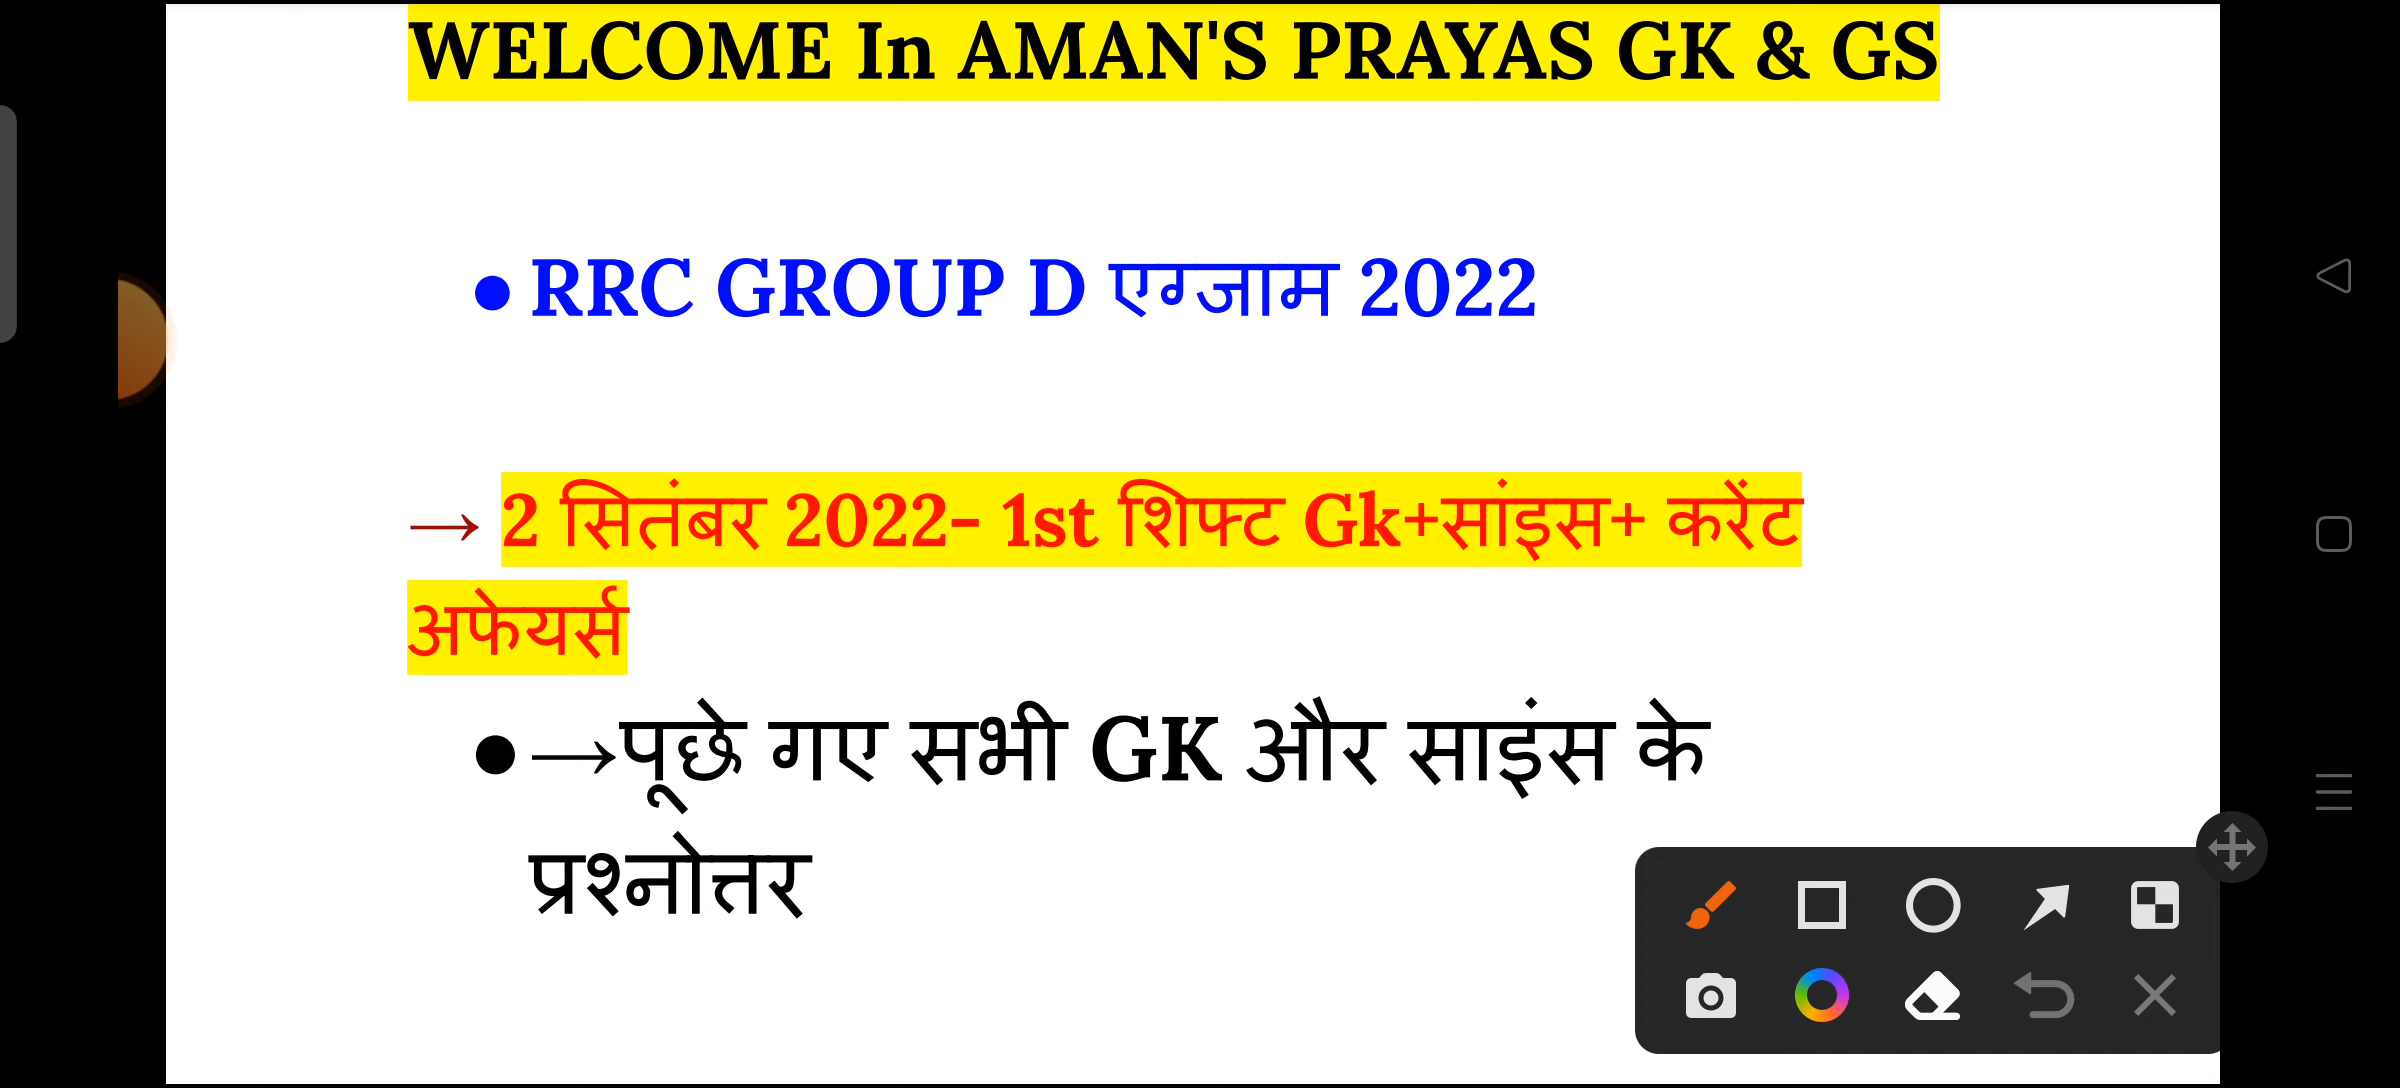 WELCOME In AMAN'S PRAYAS GK & GS
● RRC GROUP D एग्जाम 2022
→ 2 सितंबर 2022- 1st शिफ्ट Gk+सांइस+ करेंट
अफेयर्स
● →पूछे गए सभी GK और साइंस के
प्रश्नोत्तर